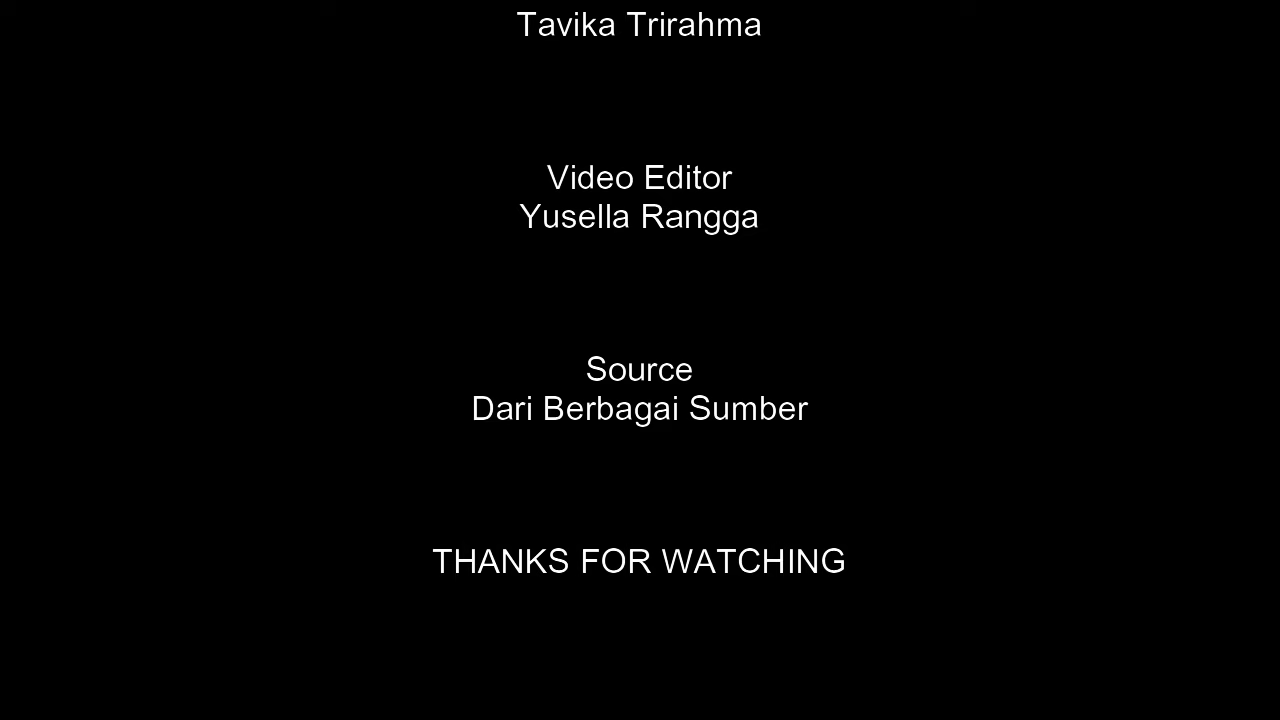 Tavika Trirahma
Video Editor
Yusella Rangga
Source
Dari Berbagai Sumber
THANKS FOR WATCHING